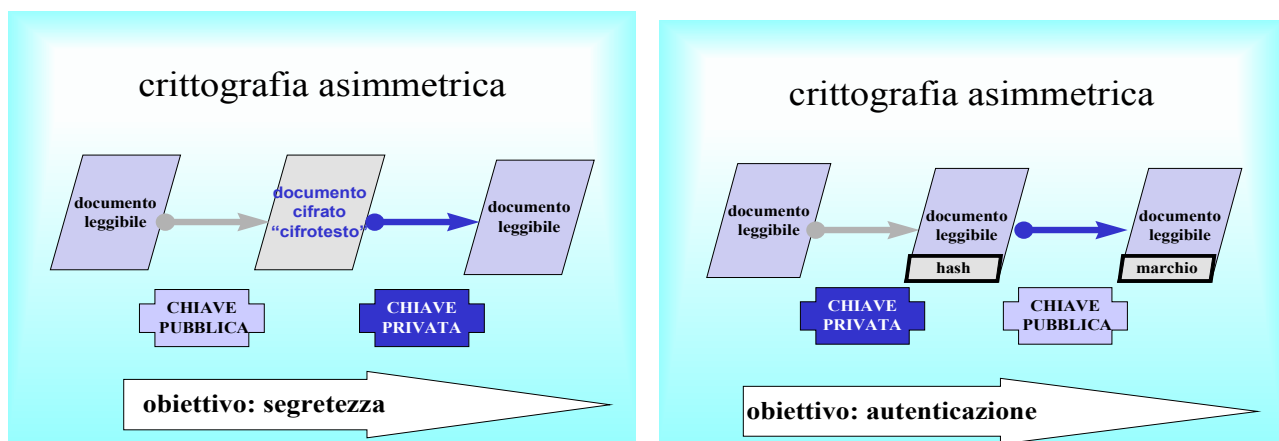 crittografia asimmetrica
documento
leggibile
documento
cifrato
“cifrotesto”
documento
leggibile
CHIAVE
PUBBLICA
CHIAVE
PRIVATA
obiettivo: segretezza
crittografia asimmetrica
documento
leggibile
documento
leggibile
hash
documento
leggibile
marchio
CHIAVE
PRIVATA
CHIAVE
PUBBLICA
obiettivo: autenticazione